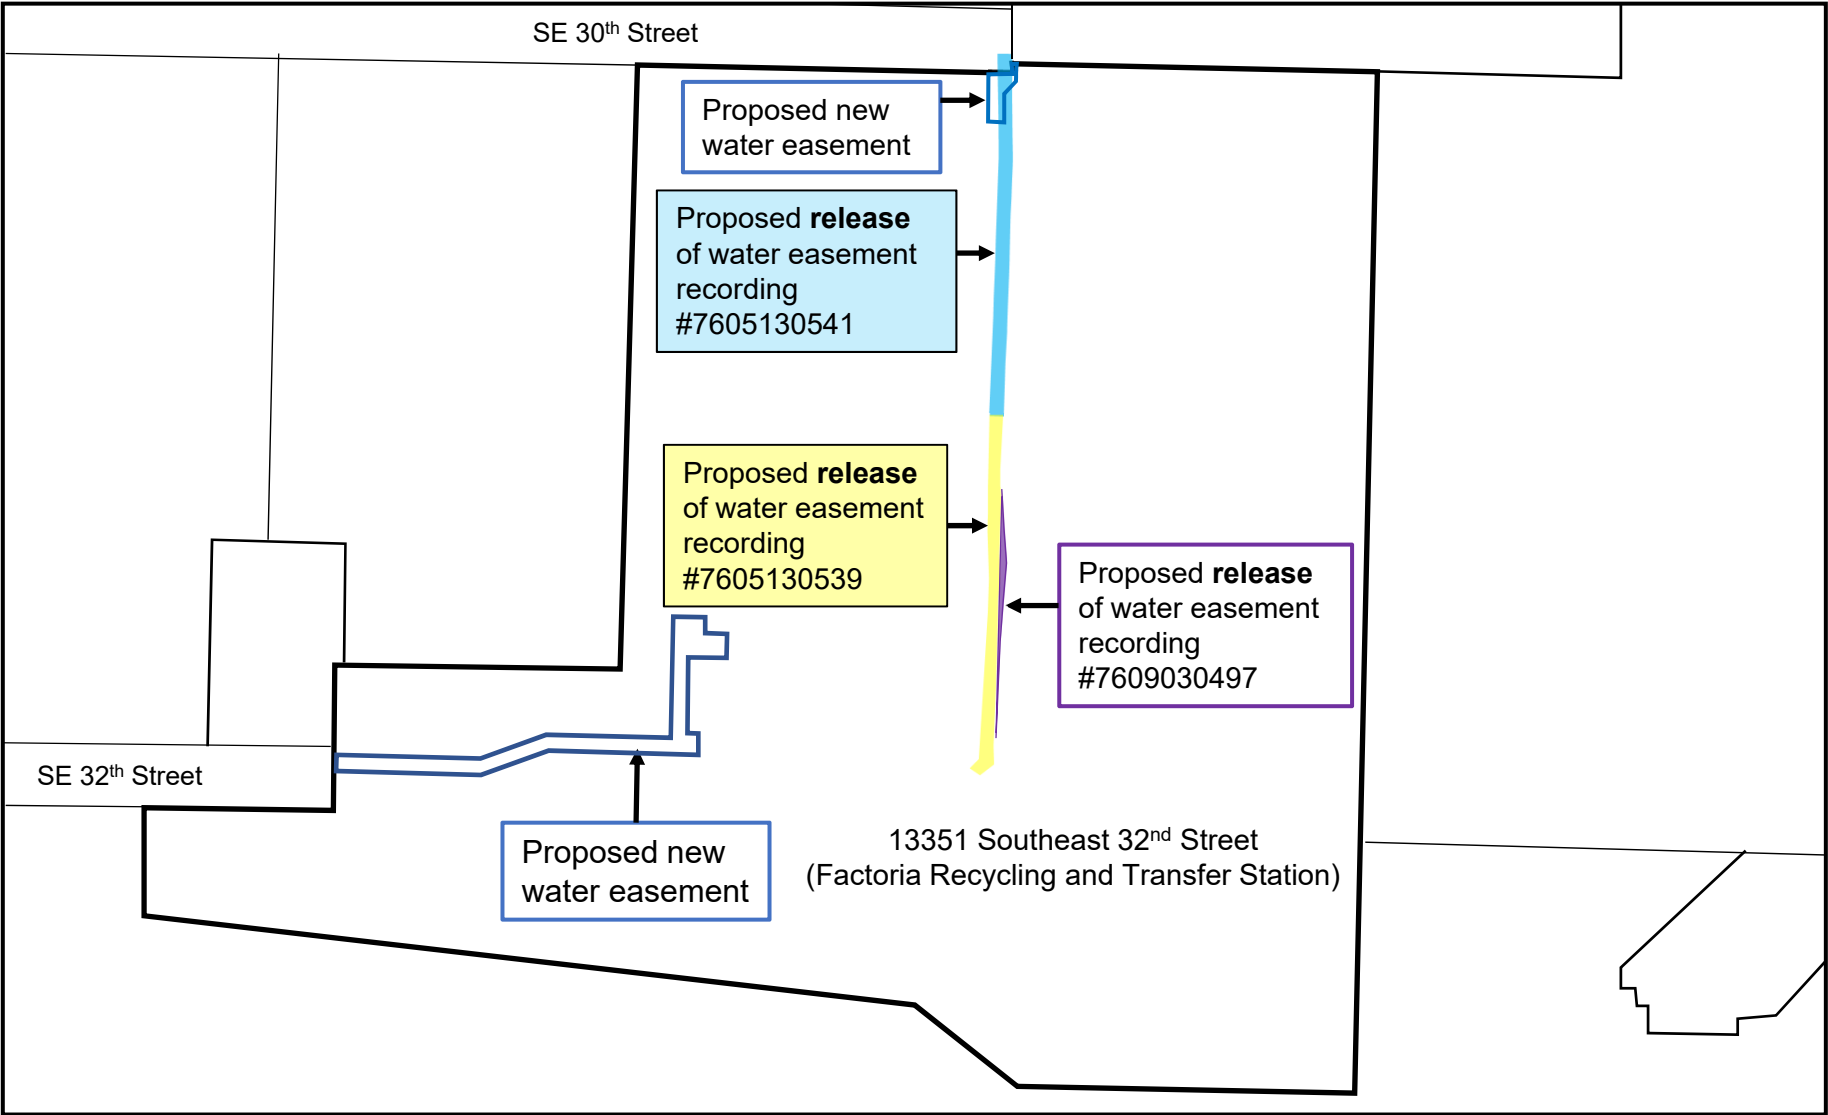 SE 30th Street
Proposed new
water easement
Proposed release
of water easement
recording
#7605130541
Proposed release
of water easement
recording
#7605130539
Proposed release
of water easement
recording
#7609030497
SE 32th Street
Proposed new
water easement
13351 Southeast 32nd Street
(Factoria Recycling and Transfer Station)